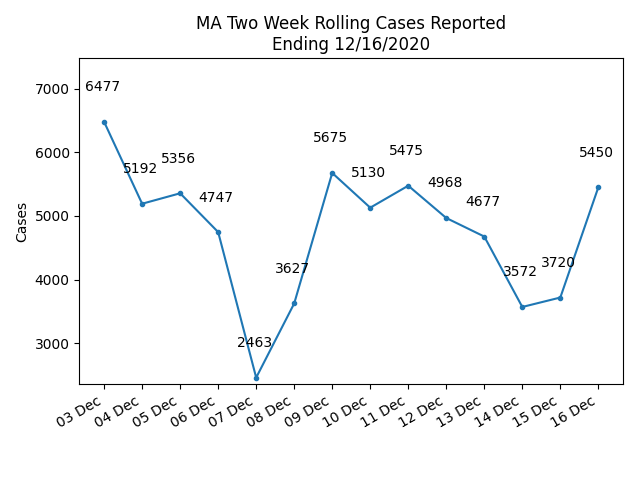 MA Two Week Rolling Cases Reported
Ending 12/16/2020
7000
6000
5000
4000
3000
Cases
6477
5192
5356
4747
2463
3627
5675
5130
5475
4968
4677
3572
3720
5450
03 Dec
04 Dec
05 Dec
06 Dec
07 Dec
08 Dec
09 Dec
10 Dec
11 Dec
12 Dec
13 Dec
14 Dec
15 Dec
16 Dec